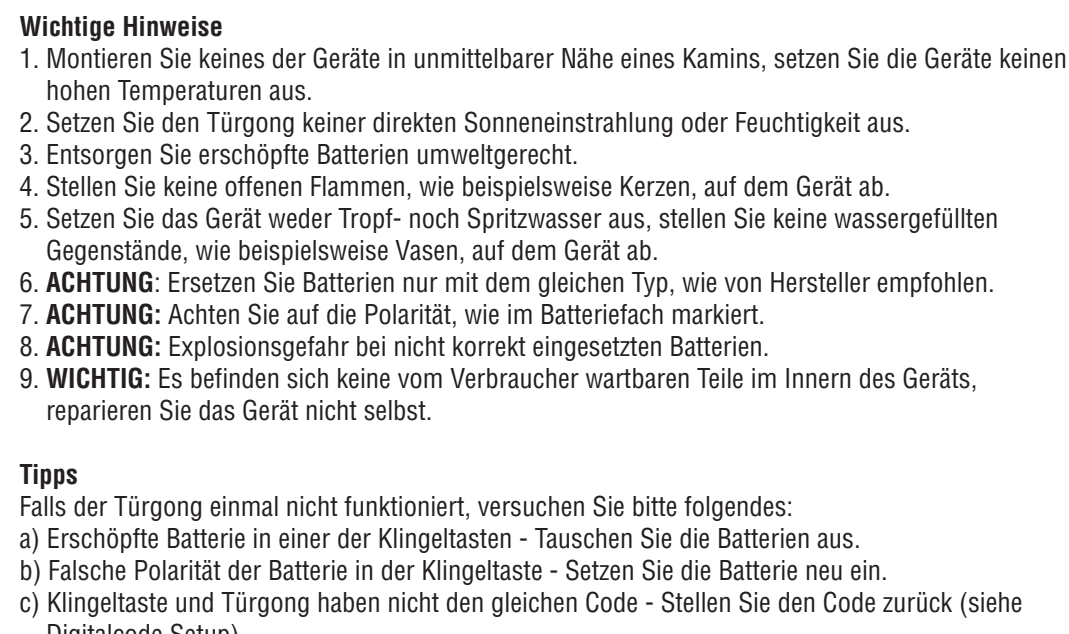 Wichtige Hinweise
1. Montieren Sie keines der Geräte in unmittelbarer Nähe eines Kamins, setzen Sie die Geräte keinen
hohen Temperaturen aus.
2. Setzen Sie den Türgong keiner direkten Sonneneinstrahlung oder Feuchtigkeit aus.
3. Entsorgen Sie erschöpfte Batterien umweltgerecht.
4. Stellen Sie keine offenen Flammen, wie beispielsweise Kerzen, auf dem Gerät ab.
5. Setzen Sie das Gerät weder Tropf- noch Spritzwasser aus, stellen Sie keine wassergefüllten
Gegenstände, wie beispielsweise Vasen, auf dem Gerät ab.
6. ACHTUNG: Ersetzen Sie Batterien nur mit dem gleichen Typ, wie von Hersteller empfohlen.
7. ACHTUNG: Achten Sie auf die Polarität, wie im Batteriefach markiert.
8. ACHTUNG: Explosionsgefahr bei nicht korrekt eingesetzten Batterien.
9. WICHTIG: Es befinden sich keine vom Verbraucher wartbaren Teile im Innern des Geräts,
reparieren Sie das Gerät nicht selbst.
Tipps
Falls der Türgong einmal nicht funktioniert, versuchen Sie bitte folgendes:
a) Erschöpfte Batterie in einer der Klingeltasten - Tauschen Sie die Batterien aus.
b) Falsche Polarität der Batterie in der Klingeltaste - Setzen Sie die Batterie neu ein.
c) Klingeltaste und Türgong haben nicht den gleichen Code - Stellen Sie den Code zurück (siehe
Digitalcode Setup)